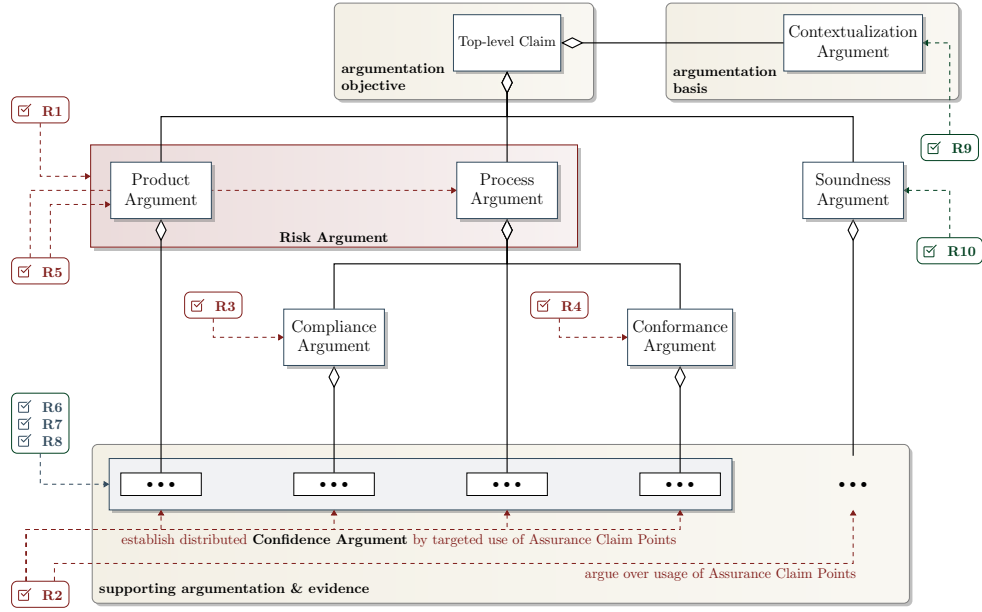 Top-level Claim
argumentation
objective
Contextualization
Argument
argumentation
basis
R1
R9
Product
Argument
Process
Argument
Soundness
Argument
Risk Argument
R5
R10
R3
R4
Compliance
Argument
Conformance
Argument
R6
R7
R8
establish distributed Confidence Argument by targeted use of Assurance Claim Points
argue over usage of Assurance Claim Points
supporting argumentation & evidence
R2